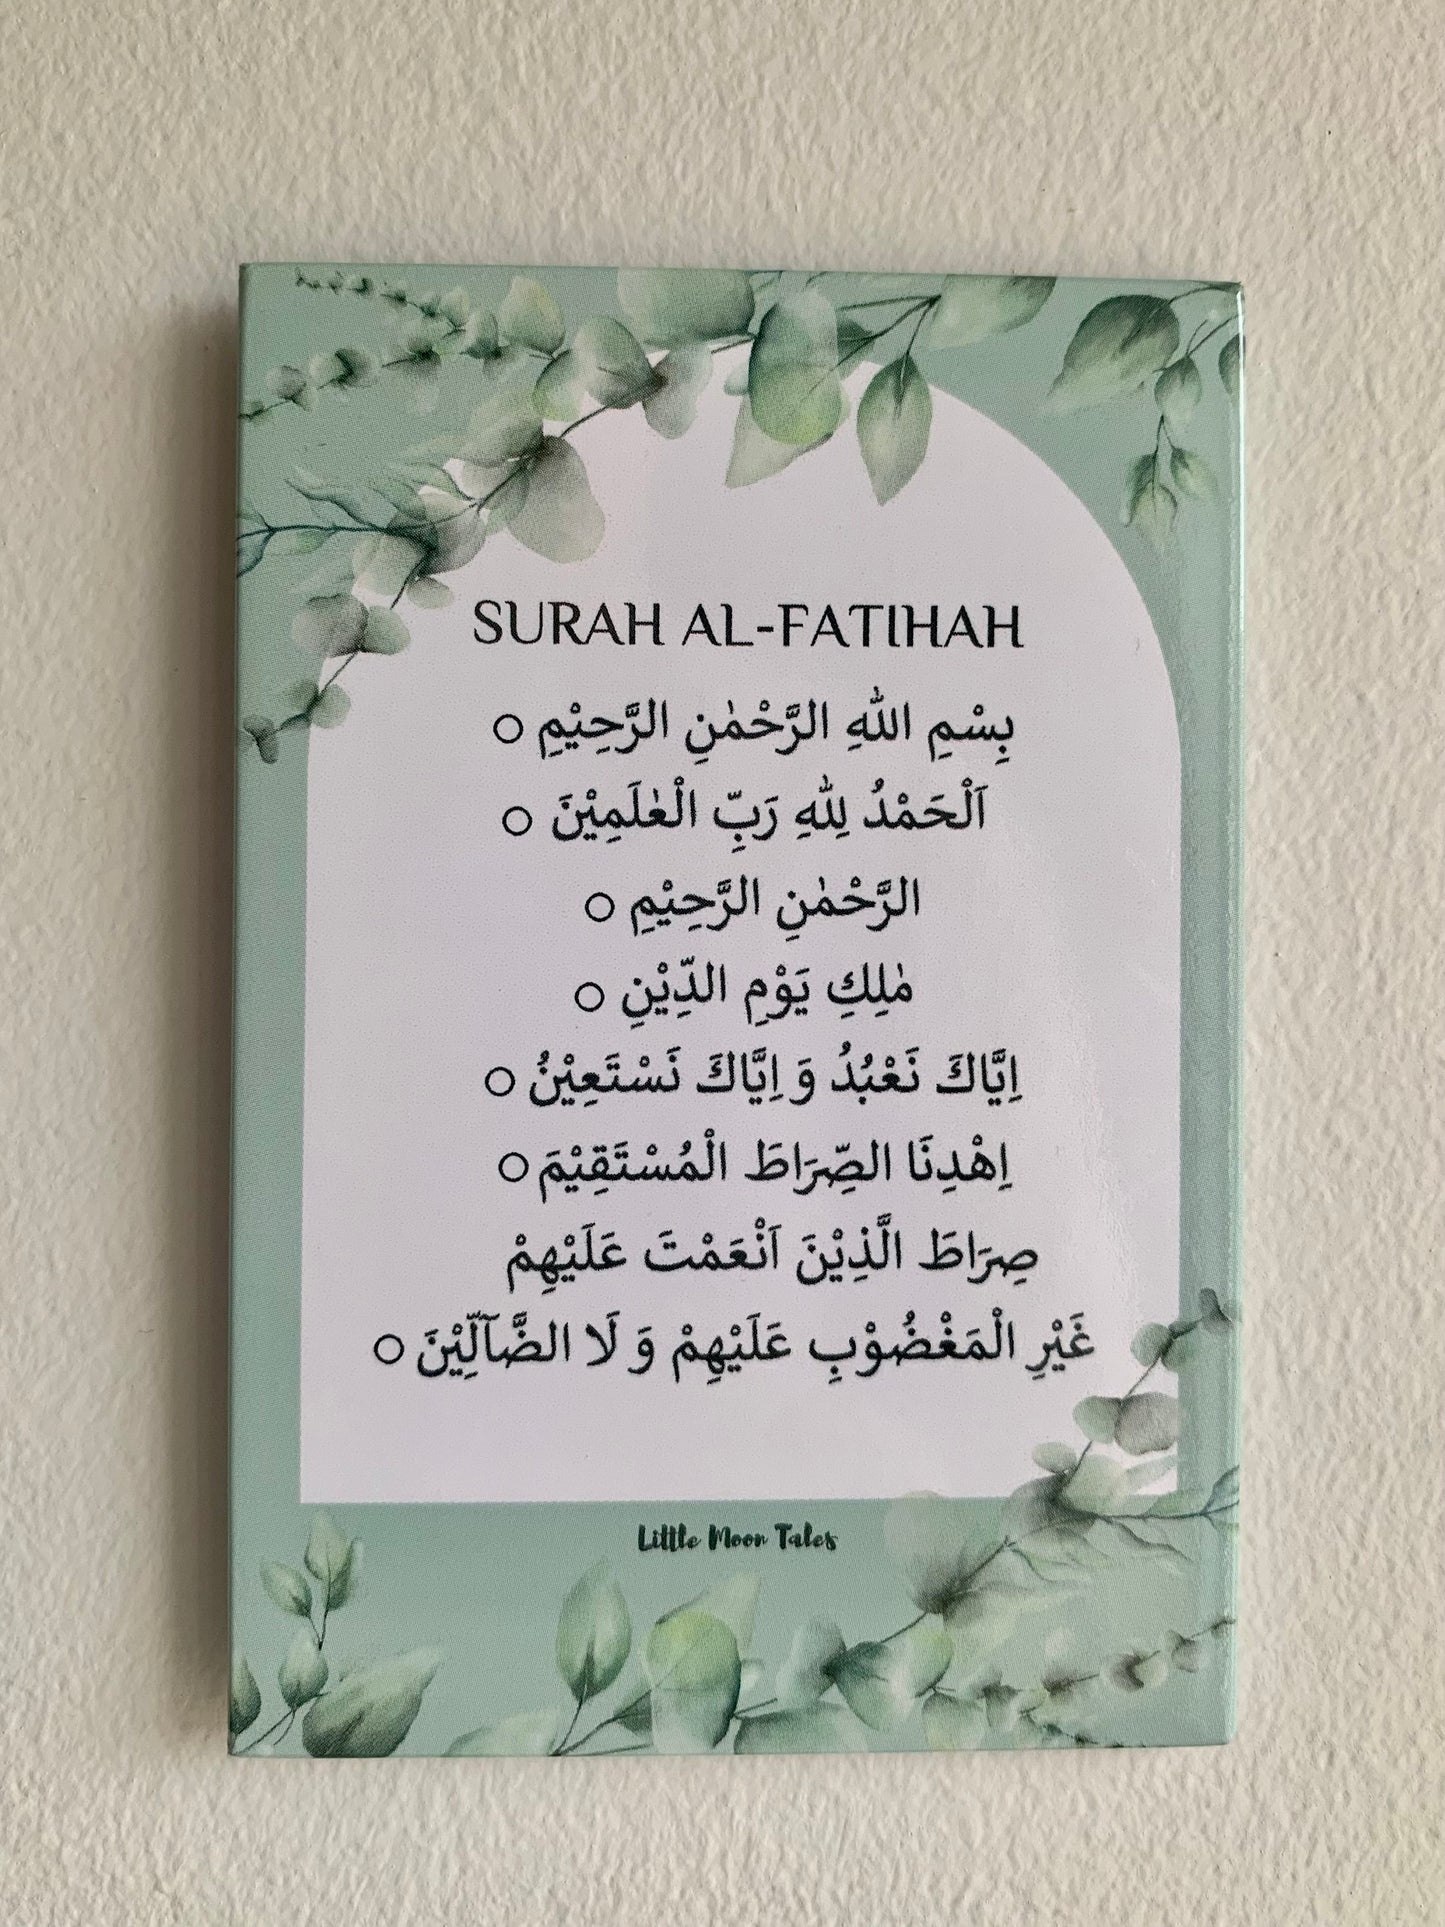 SURAH AL-FATIHAH
بِسْمِ اللهِ الرَّحْمٰنِ الرَّحِيْمِ ○
اَلْحَمْدُ لِلهِ رَبِّ الْعٰلَمِيْنَ ○
الرَّحْمٰنِ الرَّحِيْمِ ○
مٰلِكِ يَوْمِ الدِّيْنِ ○
اِيَّاكَ نَعْبُدُ وَ اِيَّاكَ نَسْتَعِيْنُ ○
اِهْدِنَا الصِّرَاطَ الْمُسْتَقِيْمَ ○
صِرَاطَ الَّذِيْنَ اَنْعَمْتَ عَلَيْهِمْ
غَيْرِ الْمَغْضُوْبِ عَلَيْهِمْ وَ لَا الضَّآلِّيْنَ ○
Little Moon Tales